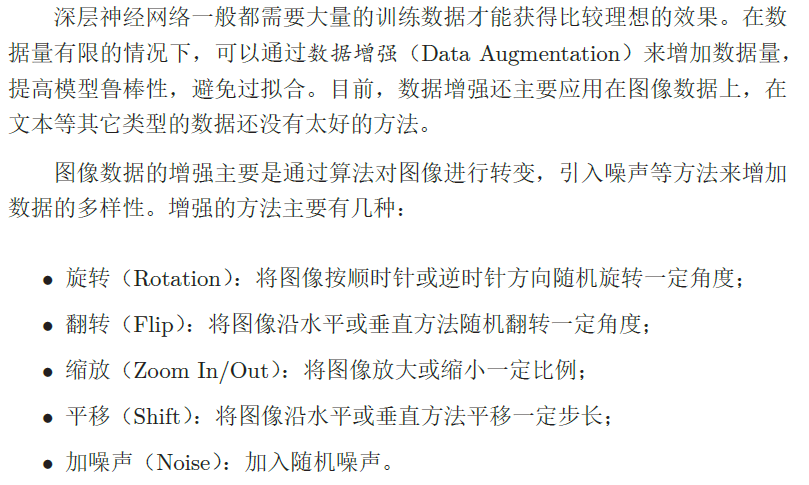 深层神经网络一般都需要大量的训练数据才能获得比较理想的效果。在数
据量有限的情况下，可以通过数据增强（Data Augmentation）来增加数据量，
提高模型鲁棒性，避免过拟合。目前，数据增强还主要应用在图像数据上，在
文本等其它类型的数据还没有太好的方法。
图像数据的增强主要是通过算法对图像进行转变，引入噪声等方法来增加
数据的多样性。增强的方法主要有几种：
• 旋转（Rotation）：将图像按顺时针或逆时针方向随机旋转一定角度；
• 翻转（Flip）：将图像沿水平或垂直方法随机翻转一定角度；
• 缩放（Zoom In/Out）：将图像放大或缩小一定比例；
• 平移（Shift）：将图像沿水平或垂直方法平移一定步长；
• 加噪声（Noise）：加入随机噪声。